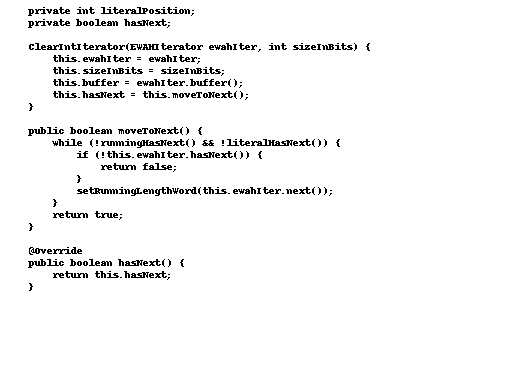 private int literalPosition;
private boolean hasNext;

ClearIntIterator(EWAHIterator ewahIter, int sizeInBits) {
    this.ewahIter = ewahIter;
    this.sizeInBits = sizeInBits;
    this.buffer = ewahIter.buffer();
    this.hasNext = this.moveToNext();
}

public boolean moveToNext() {
    while (!runningHasNext() && !literalHasNext()) {
        if (!this.ewahIter.hasNext()) {
            return false;
        }
        setRunningLengthWord(this.ewahIter.next());
    }
    return true;
}

@Override
public boolean hasNext() {
    return this.hasNext;
}